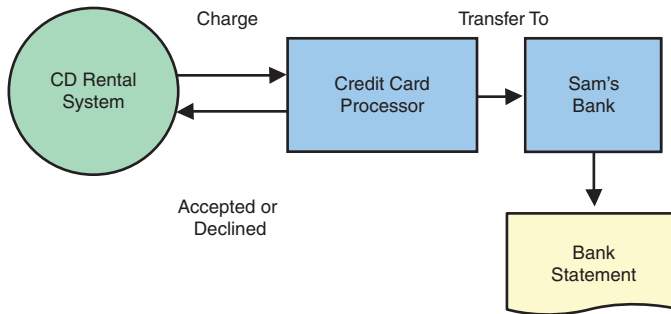 Charge
Transfer To
CD Rental
System
Credit Card
Processor
Sam's
Bank
Accepted or
Declined
Bank
Statement